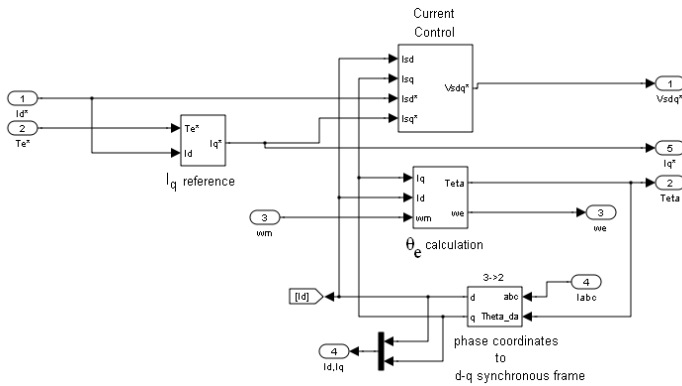 Current
Control
Isd
Isq
Isd*
Isq*
Vsdq*
1
Vsdq*
1
Id*
2
Te*
Te*
Id
Iq*
Iq reference
5
Iq*
Iq
Id
wm
Teta
we
2
Teta
3
wm
3
we
θe calculation
3->2
[Id]
d
q
abc
Theta_da
4
Iabc
4
Id,Iq
phase coordinates
to
d-q synchronous frame